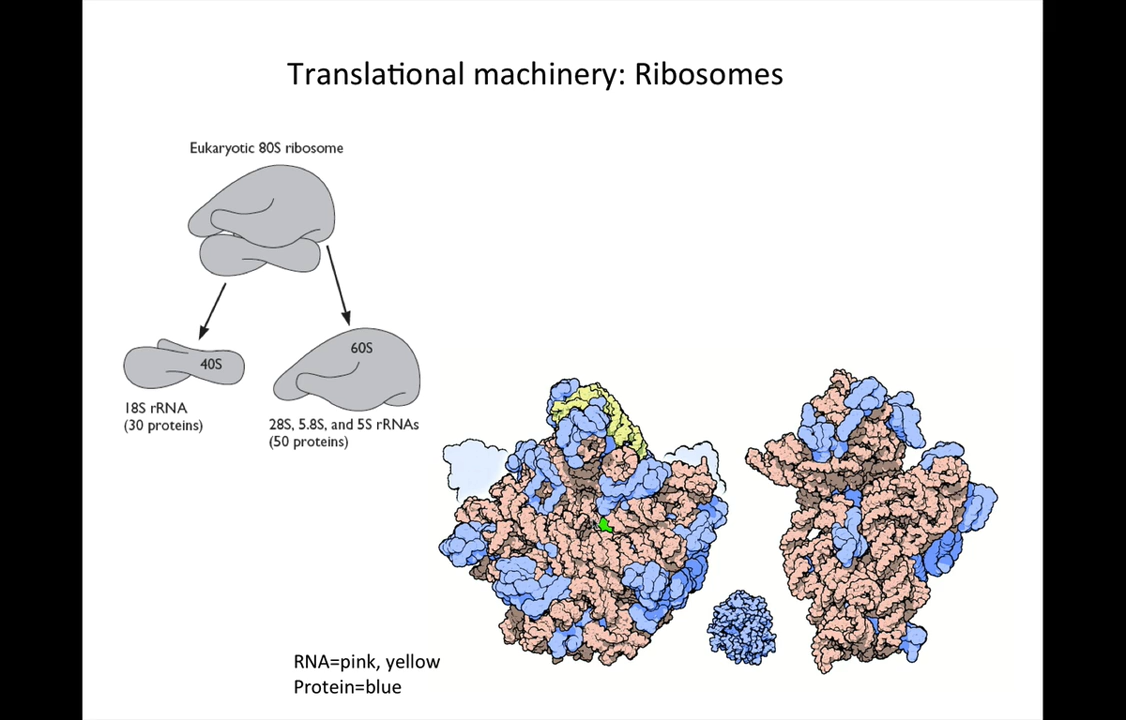 Translational machinery: Ribosomes
Eukaryotic 80S ribosome
40S
60S
18S rRNA
(30 proteins)
28S, 5.8S, and 5S rRNAs
(50 proteins)
RNA=pink, yellow
Protein=blue